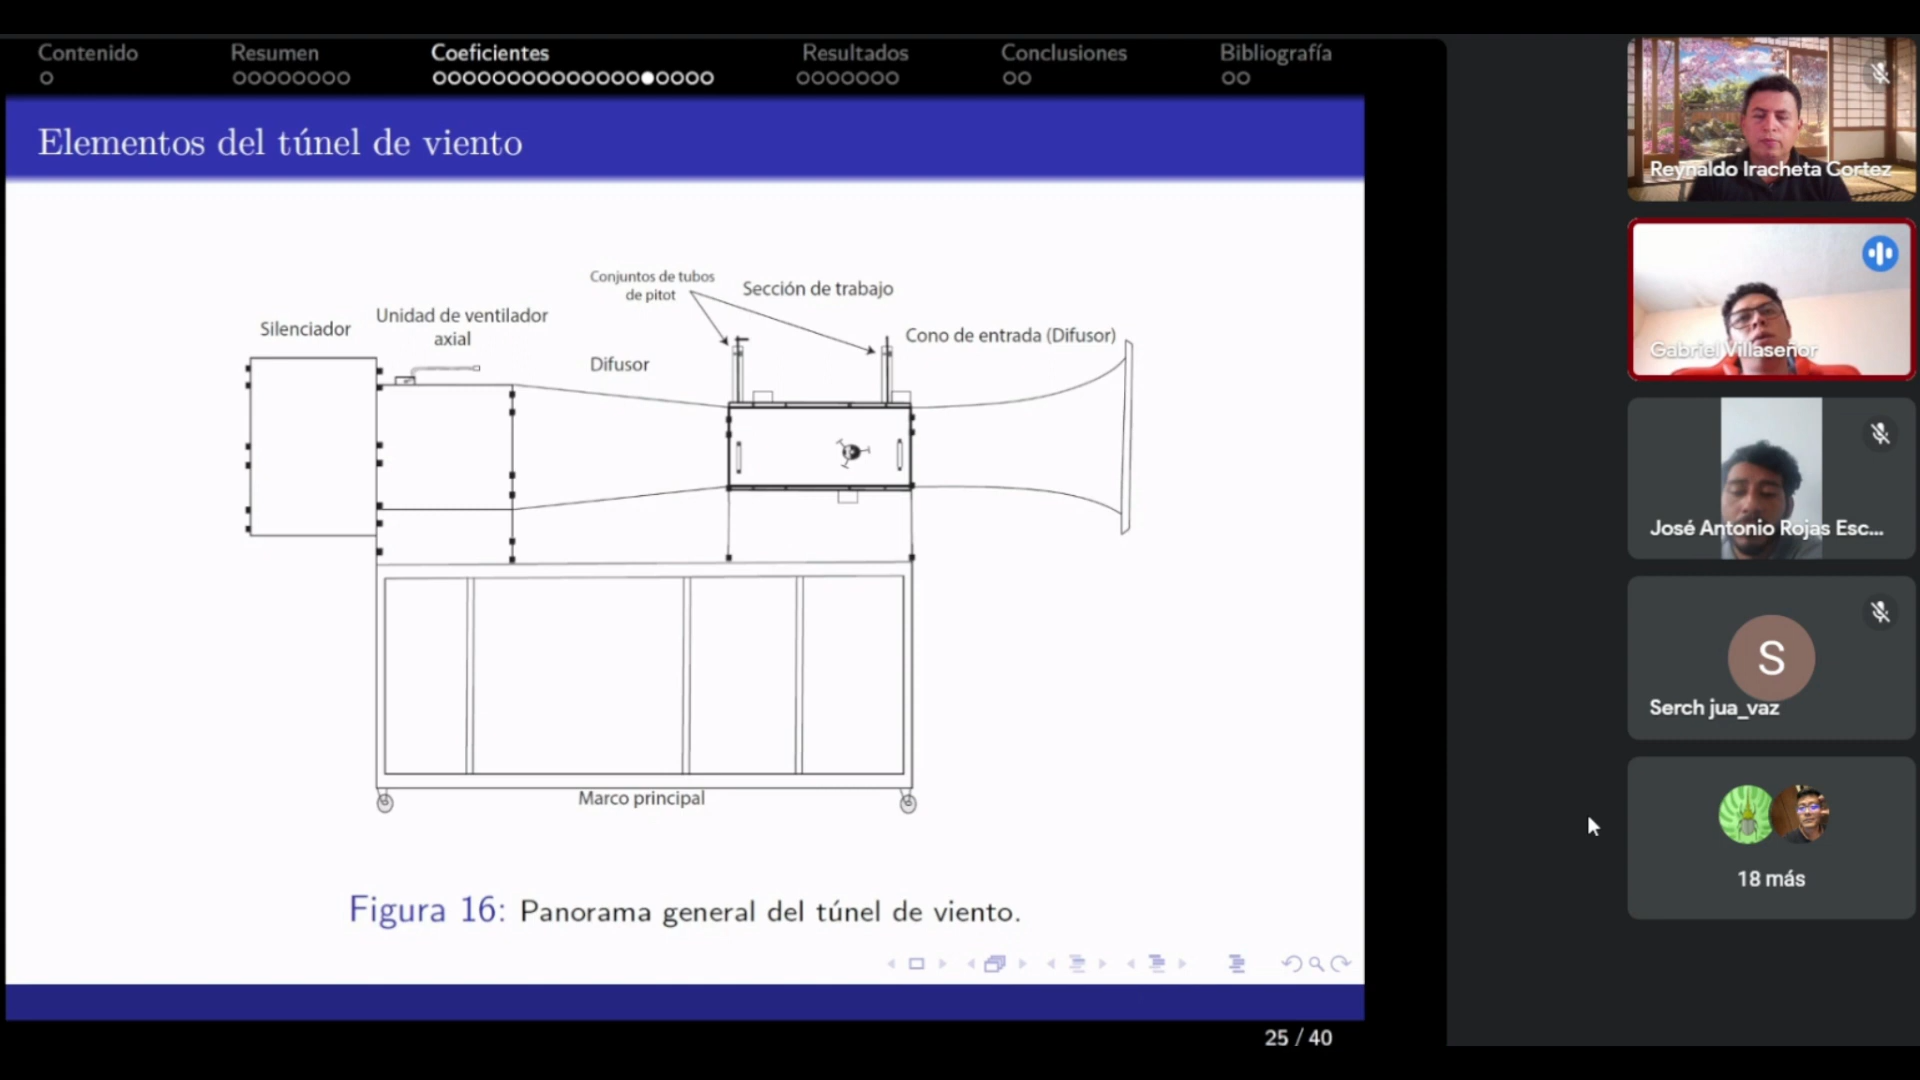 Contenido Resumen Coeficientes Resultados Conclusiones Bibliografía
Elementos del túnel de viento
Conjuntos de tubos
de pitot
Sección de trabajo
Silenciador
Unidad de ventilador
axial
Difusor
Cono de entrada (Difusor)
Marco principal
Figura 16: Panorama general del túnel de viento.
25 / 40
Reynaldo Iracheta Cortez
Gabriel Villaseñor
José Antonio Rojas Esc...
S
Serch jua_vaz
18 más